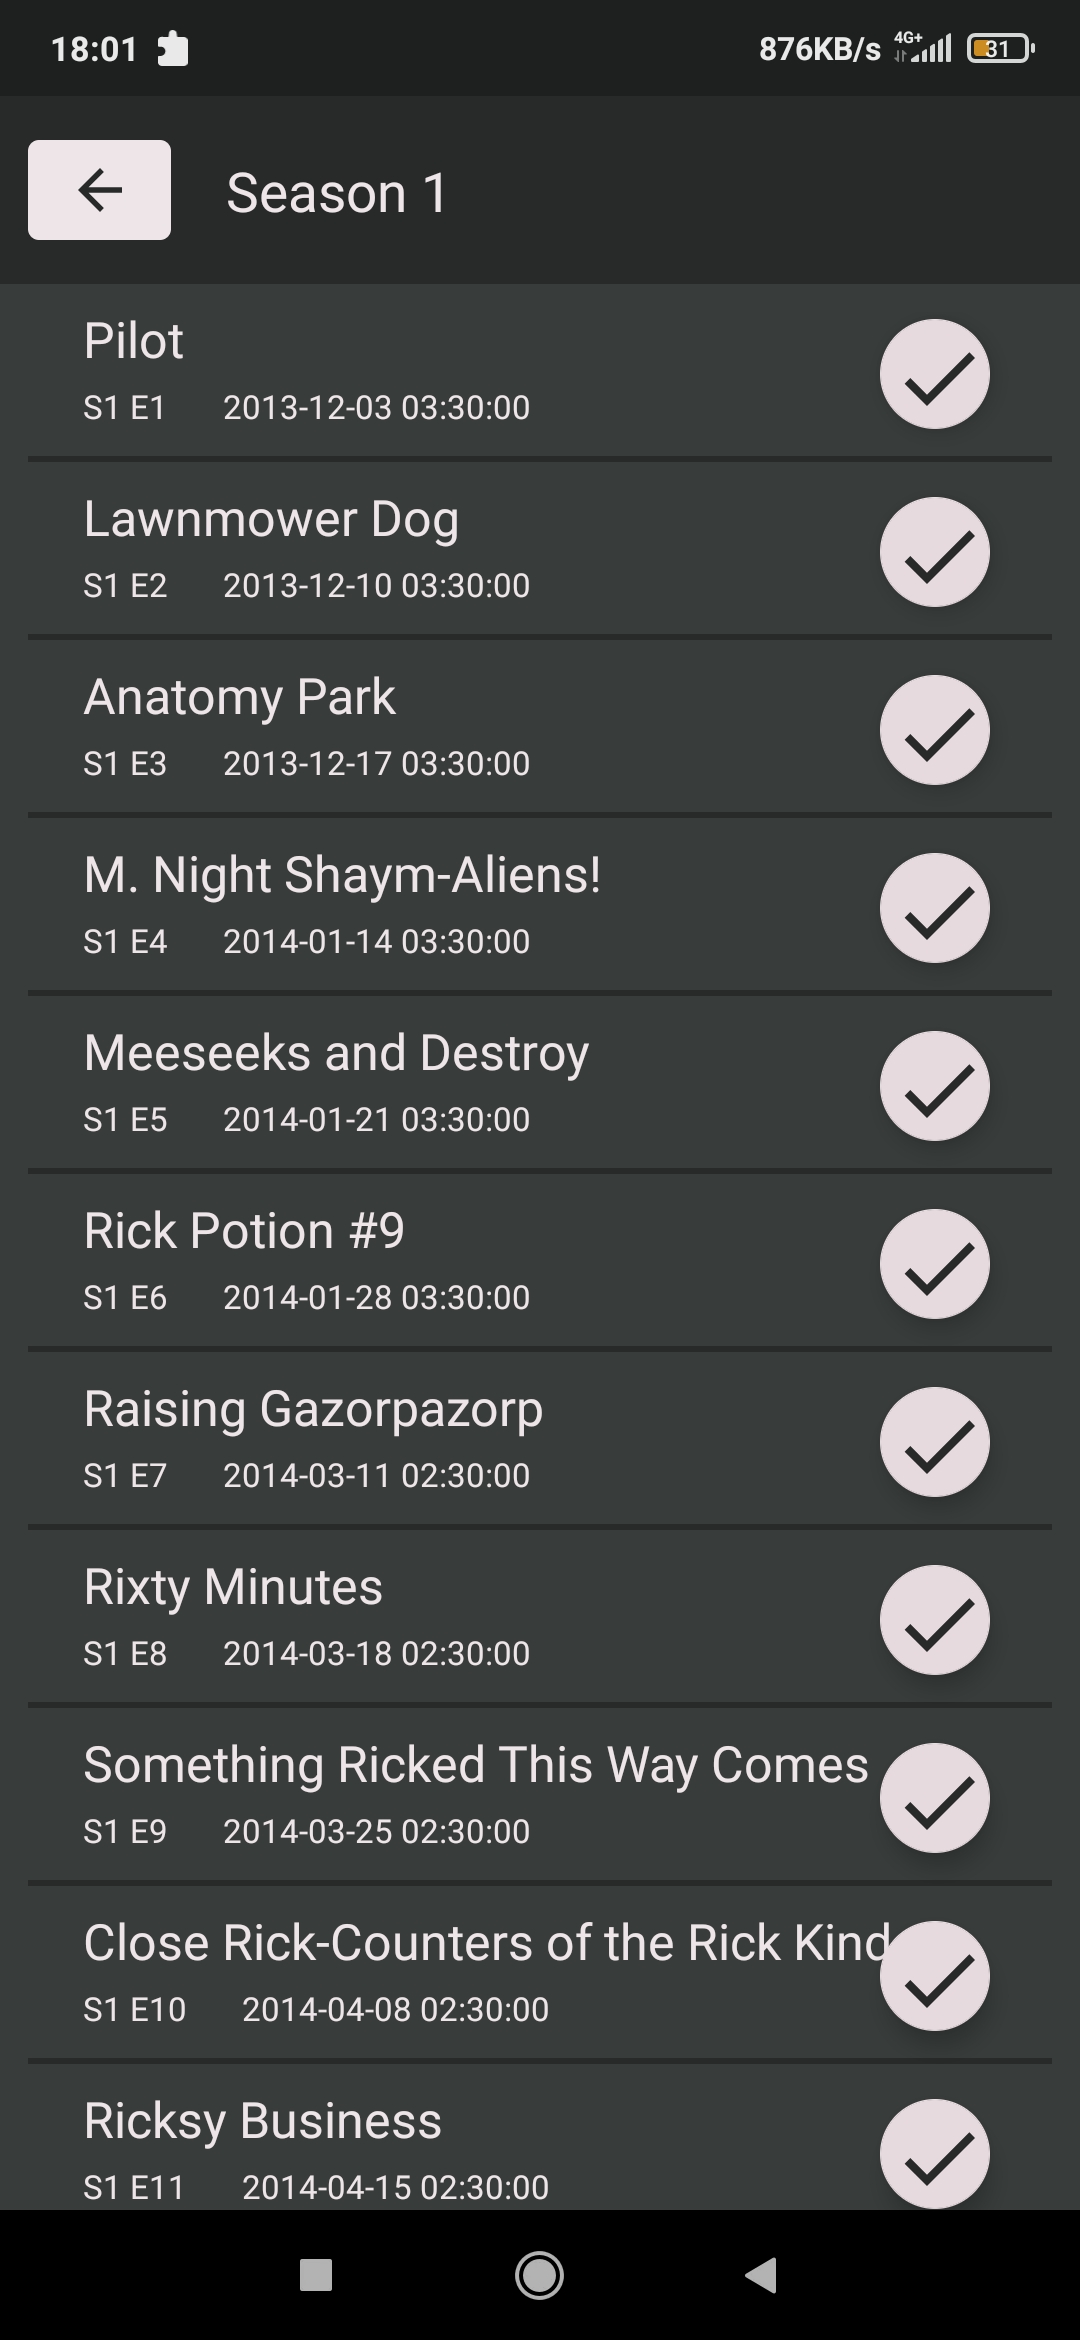 18:01 876KB/s 4G+ 31
Season 1
Pilot
S1 E1 2013-12-03 03:30:00
Lawnmower Dog
S1 E2 2013-12-10 03:30:00
Anatomy Park
S1 E3 2013-12-17 03:30:00
M. Night Shaym-Aliens!
S1 E4 2014-01-14 03:30:00
Meeseeks and Destroy
S1 E5 2014-01-21 03:30:00
Rick Potion #9
S1 E6 2014-01-28 03:30:00
Raising Gazorpazorp
S1 E7 2014-03-11 02:30:00
Rixty Minutes
S1 E8 2014-03-18 02:30:00
Something Ricked This Way Comes
S1 E9 2014-03-25 02:30:00
Close Rick-Counters of the Rick Kind
S1 E10 2014-04-08 02:30:00
Ricksy Business
S1 E11 2014-04-15 02:30:00